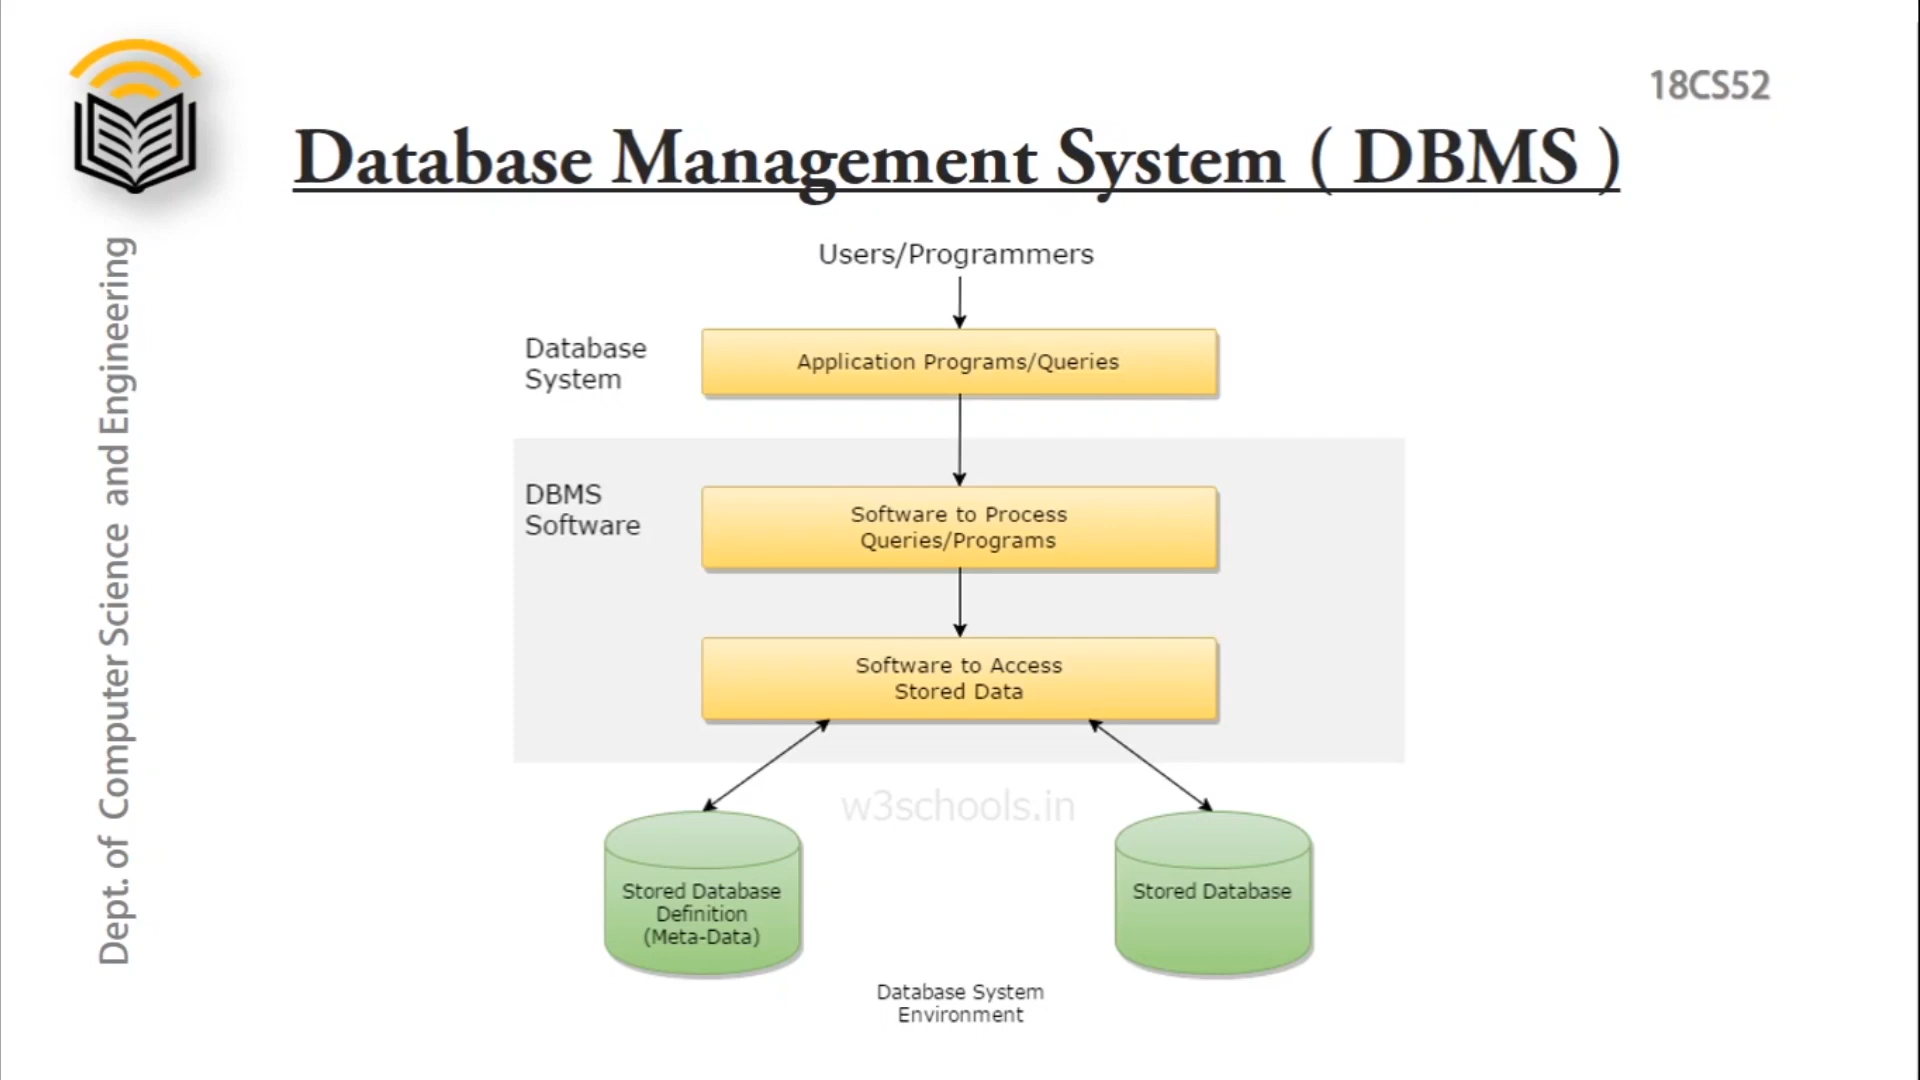 18CS52
Database Management System ( DBMS )
Dept. of Computer Science and Engineering
Users/Programmers
Database
System
Application Programs/Queries
DBMS
Software
Software to Process
Queries/Programs
Software to Access
Stored Data
w3schools.in
Stored Database
Definition
(Meta-Data)
Stored Database
Database System
Environment